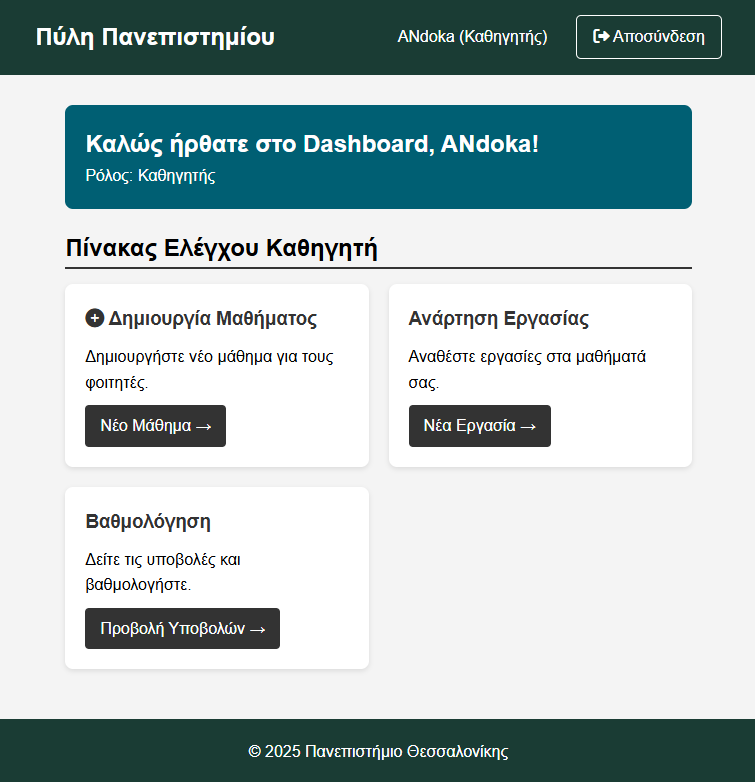 Πύλη Πανεπιστημίου
ANdoka (Καθηγητής)
Αποσύνδεση
Καλώς ήρθατε στο Dashboard, ANdoka!
Ρόλος: Καθηγητής
Πίνακας Ελέγχου Καθηγητή
Δημιουργία Μαθήματος
Δημιουργήστε νέο μάθημα για τους
φοιτητές.
Νέο Μάθημα →
Ανάρτηση Εργασίας
Αναθέστε εργασίες στα μαθήματά
σας.
Νέα Εργασία →
Βαθμολόγηση
Δείτε τις υποβολές και
βαθμολογήστε.
Προβολή Υποβολών →
© 2025 Πανεπιστήμιο Θεσσαλονίκης